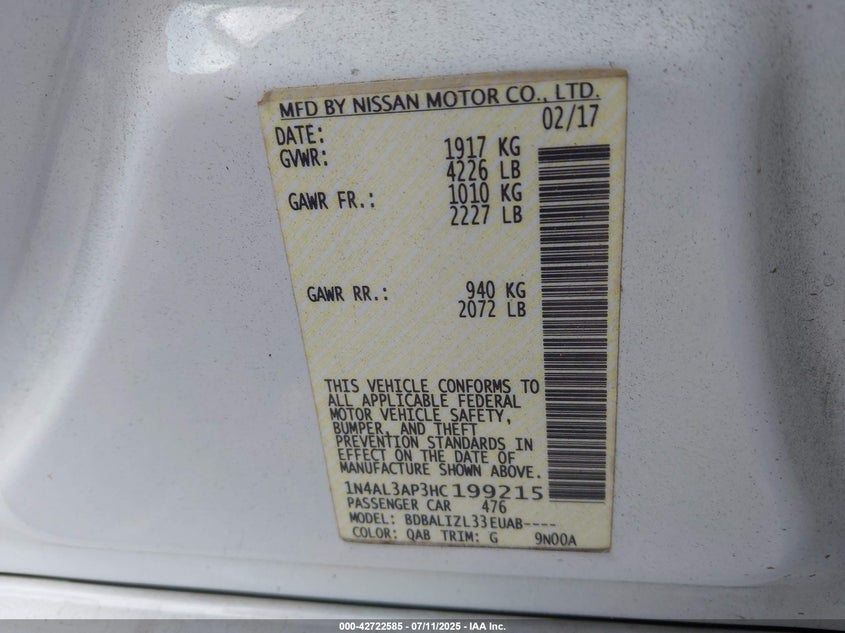 MFD BY NISSAN MOTOR CO., LTD.
DATE: 02/17
GVWR: 1917 KG
4226 LB
GAWR FR.: 1010 KG
2227 LB
GAWR RR.: 940 KG
2072 LB
THIS VEHICLE CONFORMS TO
ALL APPLICABLE FEDERAL
MOTOR VEHICLE SAFETY,
BUMPER, AND THEFT
PREVENTION STANDARDS IN
EFFECT ON THE DATE OF
MANUFACTURE SHOWN ABOVE.
1N4AL3AP3HC199215
PASSENGER CAR 476
MODEL: BDBALIZL33EUAB----
COLOR: QAB TRIM: G 9N00A
000-42722585 - 07/11/2025 - IAA Inc.